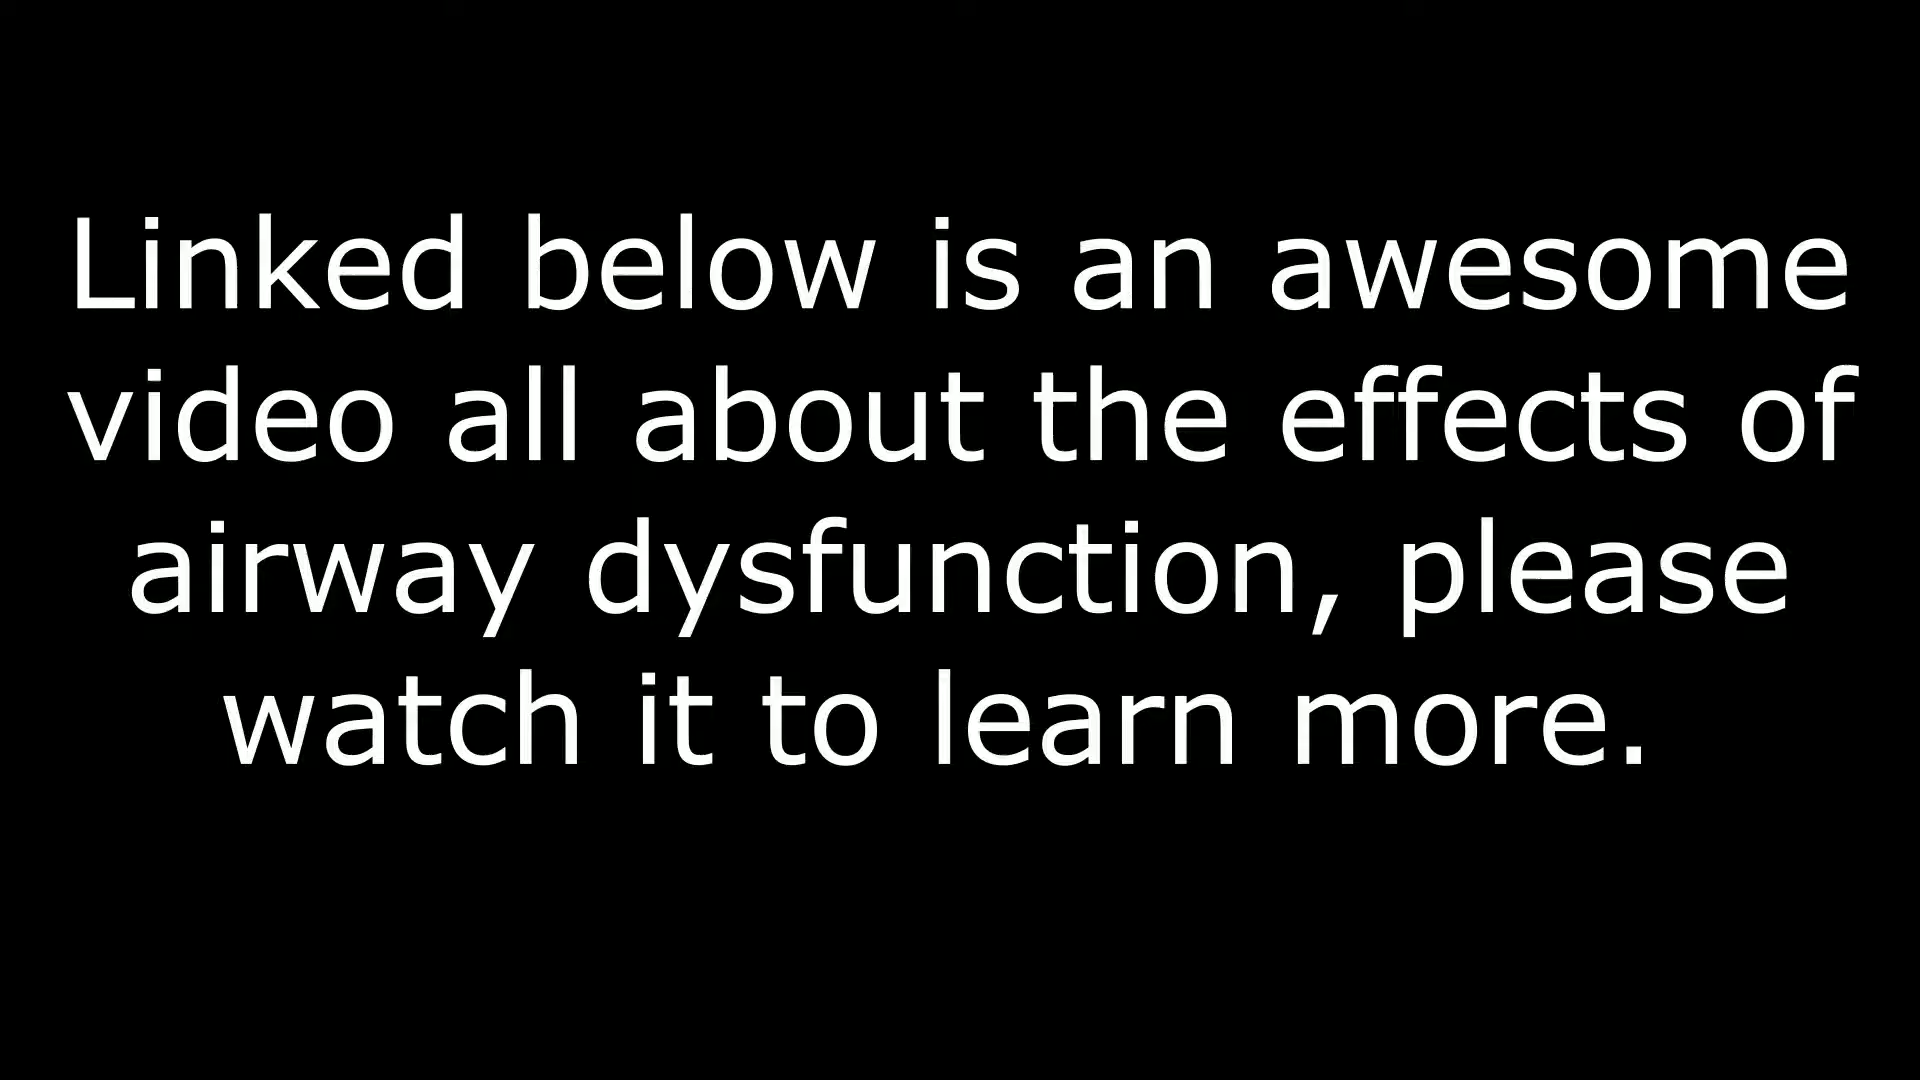 Linked below is an awesome
video all about the effects of
airway dysfunction, please
watch it to learn more.